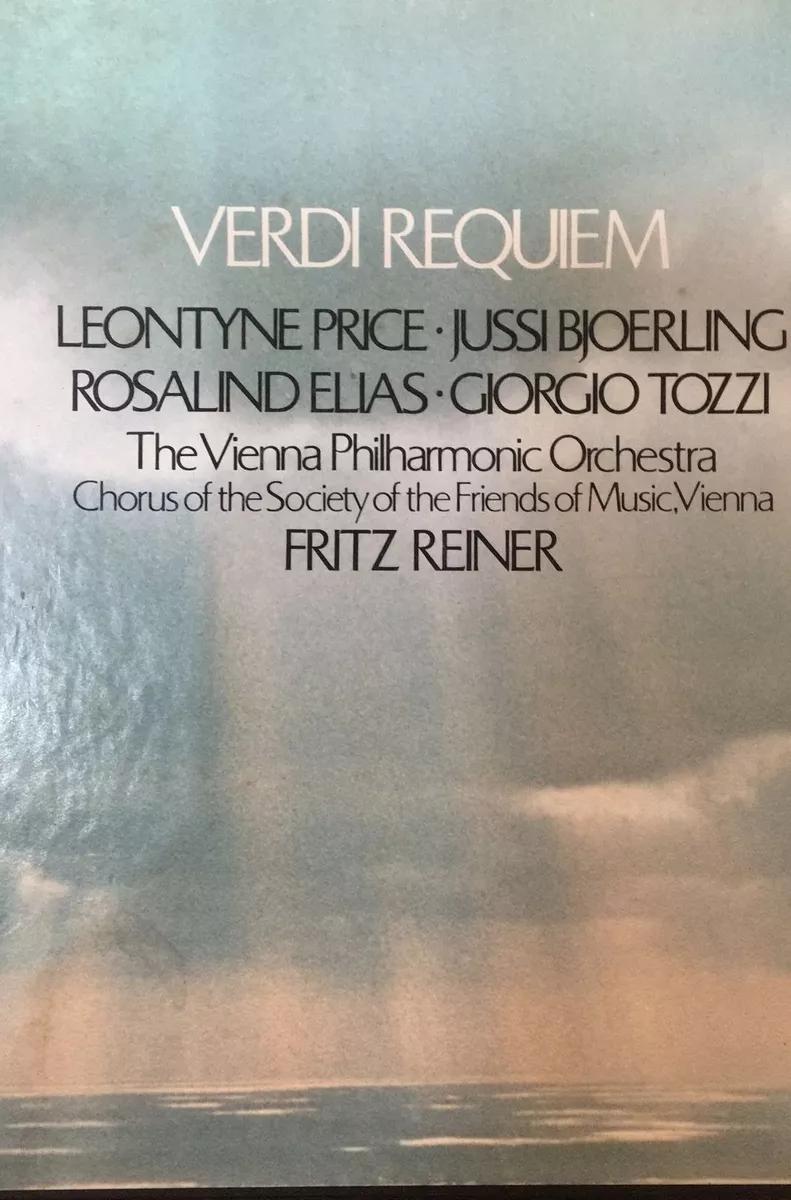 VERDI REQUIEM
LEONTYNE PRICE · JUSSI BJOERLING
ROSALIND ELIAS · GIORGIO TOZZI
The Vienna Philharmonic Orchestra
Chorus of the Society of the Friends of Music, Vienna
FRITZ REINER